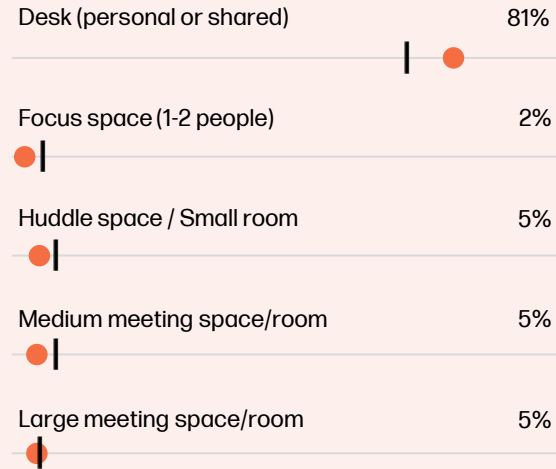 Desk (personal or shared) 81%
Focus space (1-2 people) 2%
Huddle space / Small room 5%
Medium meeting space/room 5%
Large meeting space/room 5%